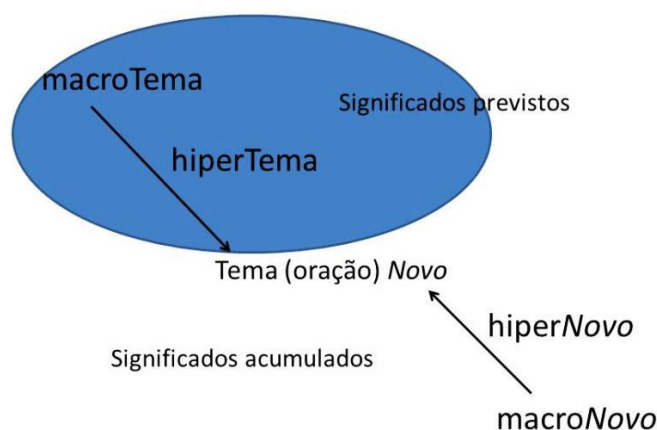 macroTema
Significados previstos
hiperTema
Tema (oração) Novo
hiperNovo
Significados acumulados
macroNovo